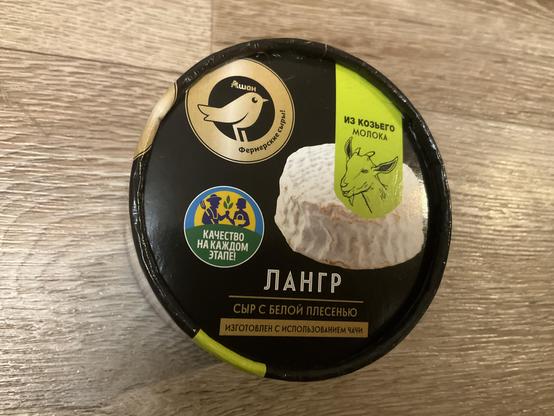 Ашан
Фермерские сыры!
ИЗ КОЗЬЕГО
МОЛОКА
КАЧЕСТВО
НА КАЖДОМ
ЭТАПЕ!
ЛАНГР
СЫР С БЕЛОЙ ПЛЕСЕНЬЮ
ИЗГОТОВЛЕН С ИСПОЛЬЗОВАНИЕМ ЧАЧИ